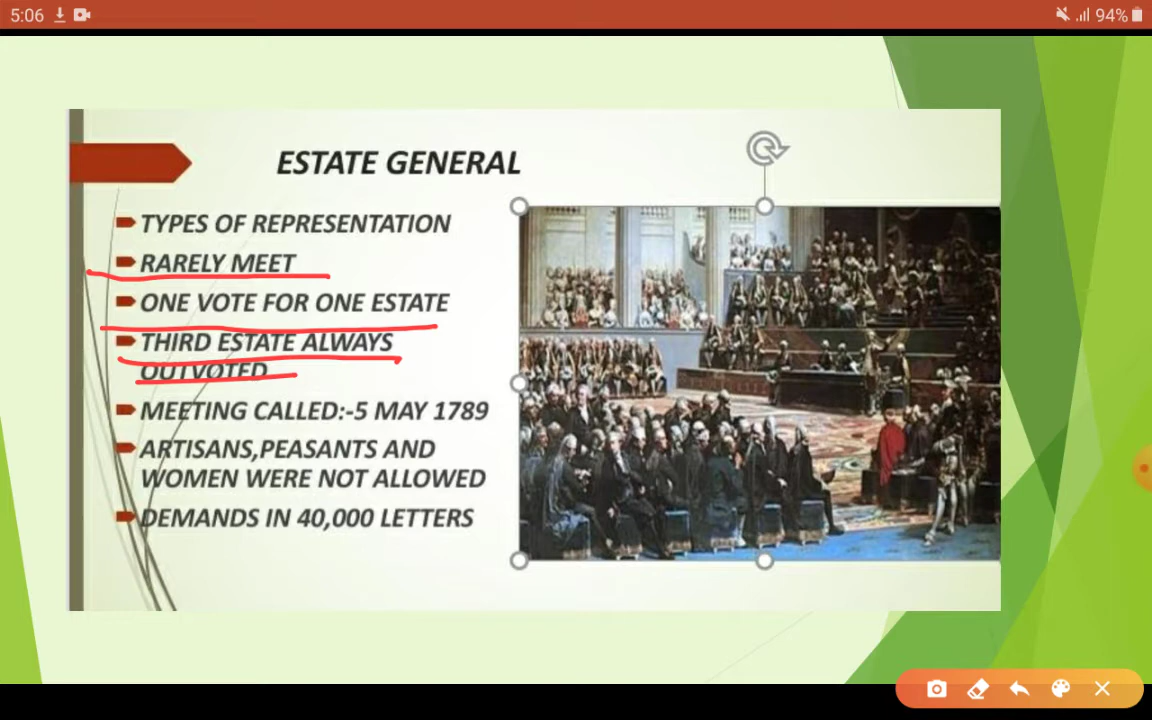 5:06
94%
ESTATE GENERAL
TYPES OF REPRESENTATION
RARELY MEET
ONE VOTE FOR ONE ESTATE
THIRD ESTATE ALWAYS
OUTVOTED
MEETING CALLED:-5 MAY 1789
ARTISANS,PEASANTS AND
WOMEN WERE NOT ALLOWED
DEMANDS IN 40,000 LETTERS